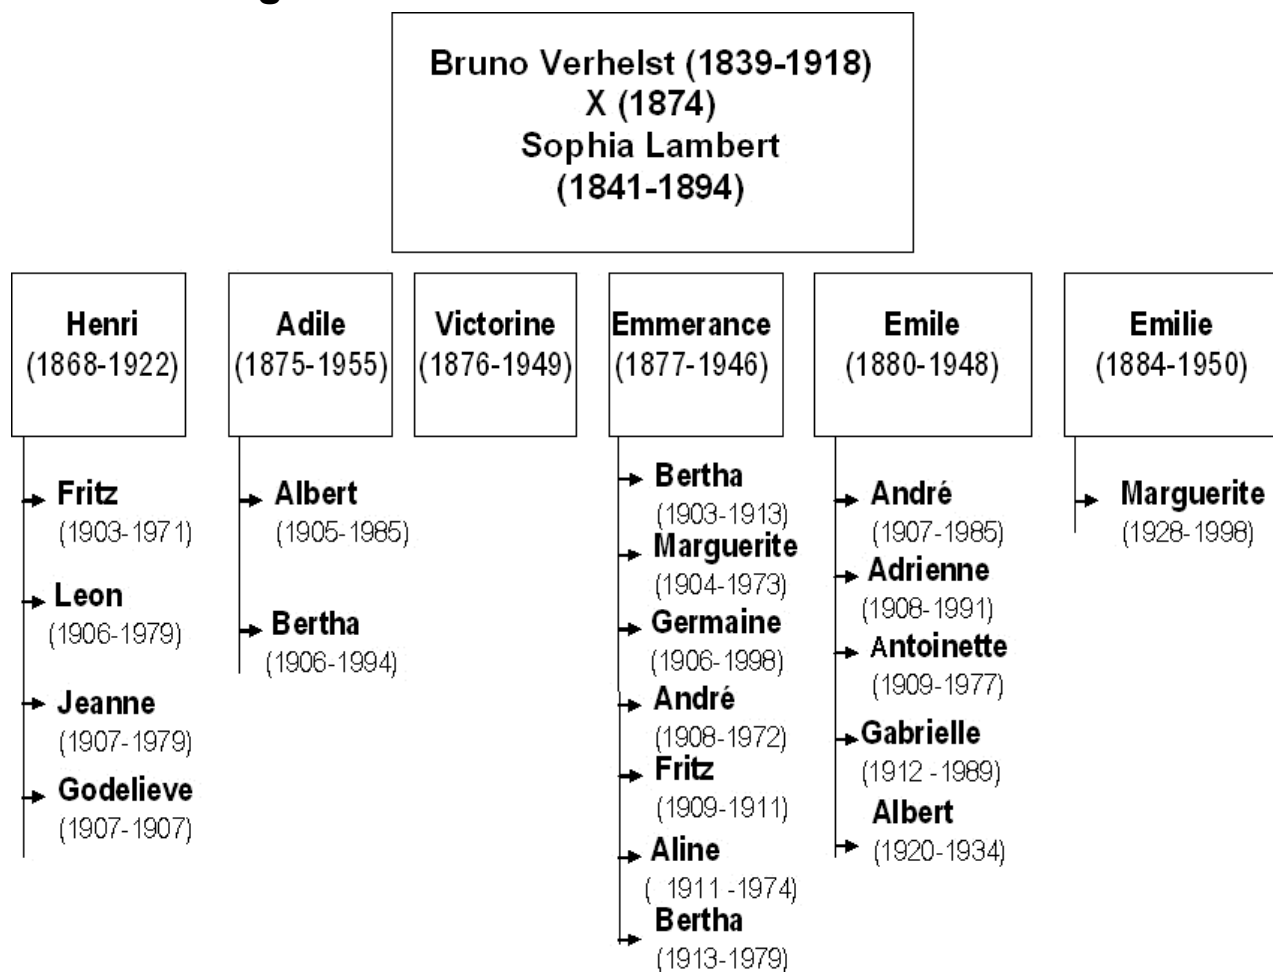 g
Bruno Verhelst (1839-1918)
X (1874)
Sophia Lambert
(1841-1894)
Henri
(1868-1922)
Fritz
(1903-1971)
Leon
(1906-1979)
Jeanne
(1907-1979)
Godelieve
(1907-1907)
Adile
(1875-1955)
Albert
(1905-1985)
Bertha
(1906-1994)
Victorine
(1876-1949)
Emmerance
(1877-1946)
Bertha
(1903-1913)
Marguerite
(1904-1973)
Germaine
(1906-1998)
André
(1908-1972)
Fritz
(1909-1911)
Aline
( 1911 -1974)
Bertha
(1913-1979)
Emile
(1880-1948)
André
(1907-1985)
Adrienne
(1908-1991)
Antoinette
(1909-1977)
Gabrielle
(1912 -1989)
Albert
(1920-1934)
Emilie
(1884-1950)
Marguerite
(1928-1998)